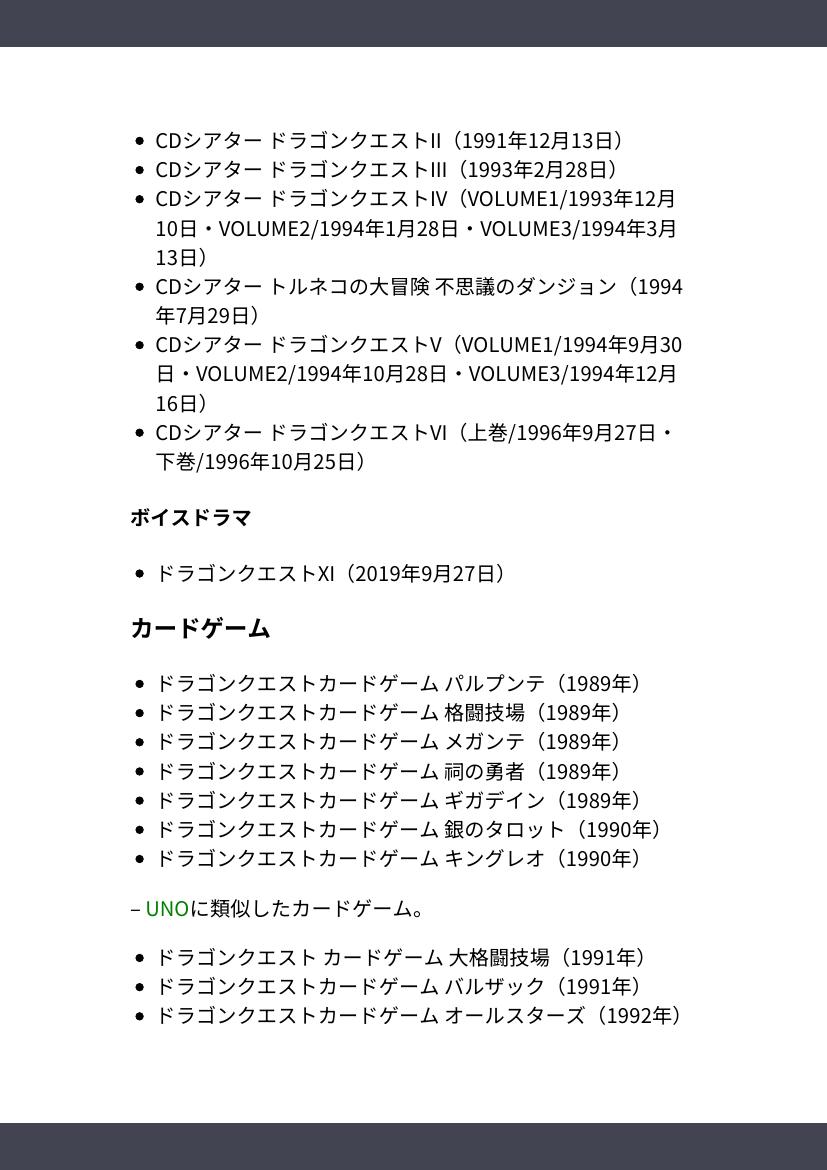 • CDシアター ドラゴンクエストII（1991年12月13日）
• CDシアター ドラゴンクエストIII（1993年2月28日）
• CDシアター ドラゴンクエストIV（VOLUME1/1993年12月
10日・VOLUME2/1994年1月28日・VOLUME3/1994年3月
13日）
• CDシアター トルネコの大冒険 不思議のダンジョン（1994
年7月29日）
• CDシアター ドラゴンクエストV（VOLUME1/1994年9月30
日・VOLUME2/1994年10月28日・VOLUME3/1994年12月
16日）
• CDシアター ドラゴンクエストVI（上巻/1996年9月27日・
下巻/1996年10月25日）
ボイスドラマ
• ドラゴンクエストXI（2019年9月27日）
カードゲーム
• ドラゴンクエストカードゲーム パルプンテ（1989年）
• ドラゴンクエストカードゲーム 格闘技場（1989年）
• ドラゴンクエストカードゲーム メガンテ（1989年）
• ドラゴンクエストカードゲーム 祠の勇者（1989年）
• ドラゴンクエストカードゲーム ギガデイン（1989年）
• ドラゴンクエストカードゲーム 銀のタロット（1990年）
• ドラゴンクエストカードゲーム キングレオ（1990年）
– UNOに類似したカードゲーム。
• ドラゴンクエスト カードゲーム 大格闘技場（1991年）
• ドラゴンクエストカードゲーム バルザック（1991年）
• ドラゴンクエストカードゲーム オールスターズ（1992年）